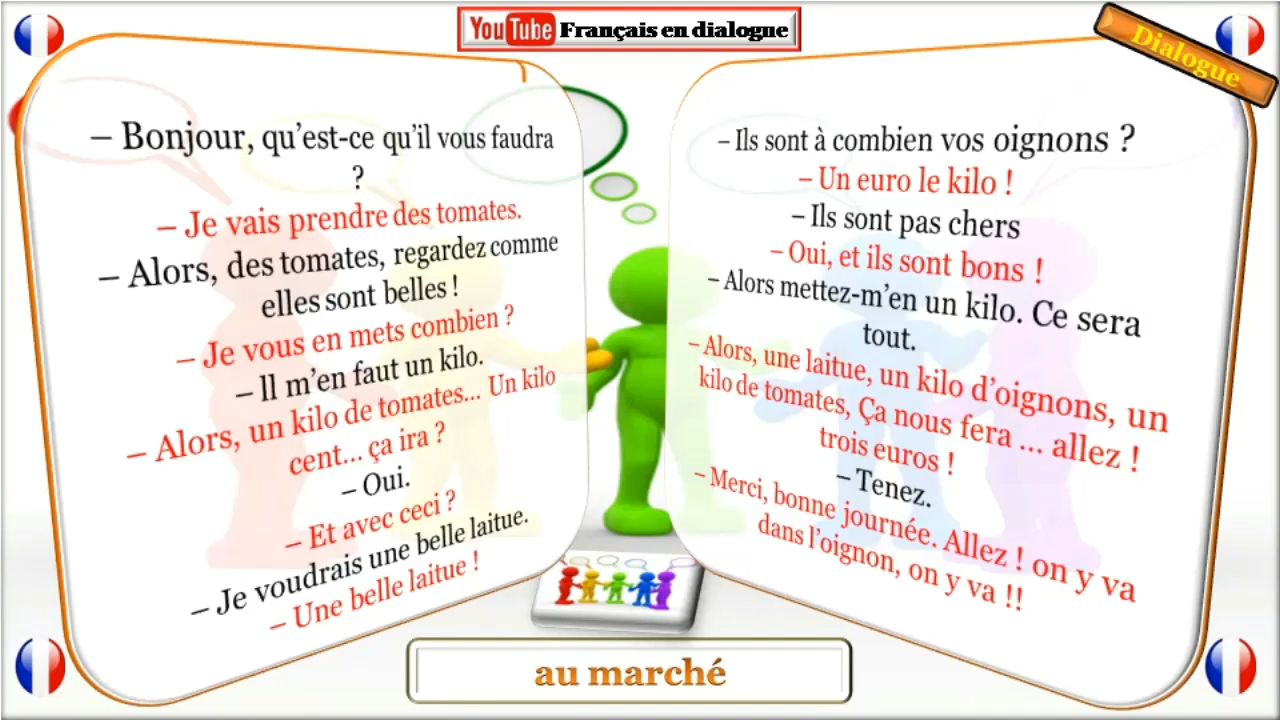 YouTube Français en dialogue
Dialogue
– Bonjour, qu'est-ce qu'il vous faudra
?
– Je vais prendre des tomates.
– Alors, des tomates, regardez comme
elles sont belles !
– Je vous en mets combien ?
– ll m'en faut un kilo.
– Alors, un kilo de tomates... Un kilo
cent... ça ira ?
– Oui.
– Et avec ceci ?
– Je voudrais une belle laitue.
– Une belle laitue !
– Ils sont à combien vos oignons ?
– Un euro le kilo !
– Ils sont pas chers
– Oui, et ils sont bons !
– Alors mettez-m'en un kilo. Ce sera
tout.
– Alors, une laitue, un kilo d'oignons, un
kilo de tomates, Ça nous fera ... allez !
trois euros !
– Tenez.
– Merci, bonne journée. Allez ! on y va
dans l'oignon, on y va !!
au marché